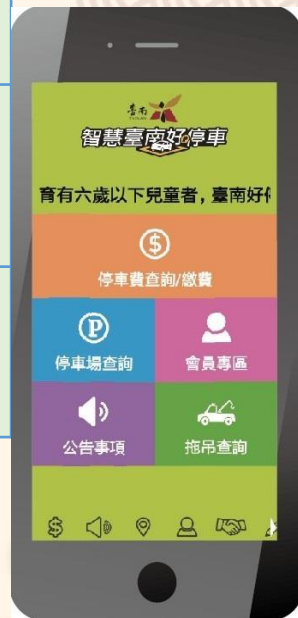 臺南
TAINAN
智慧臺南好停車
育有六歲以下兒童者，臺南好
$
停車費查詢/繳費
P
停車場查詢
會員專區
公告事項
拖吊查詢
$